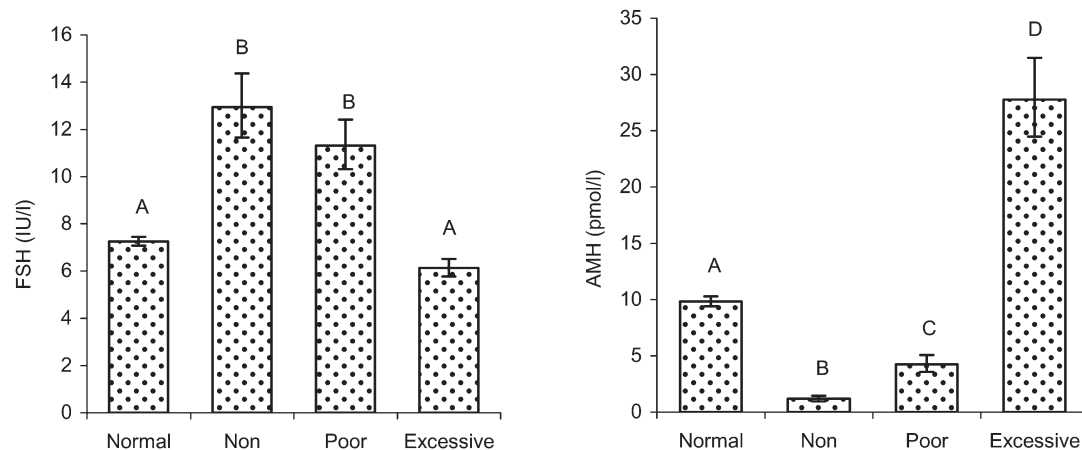 FSH (IU/l)
16
14
12
10
8
6
4
2
0
A
B
B
A
Normal Non Poor Excessive
AMH (pmol/l)
35
30
25
20
15
10
5
0
A
B
C
D
Normal Non Poor Excessive